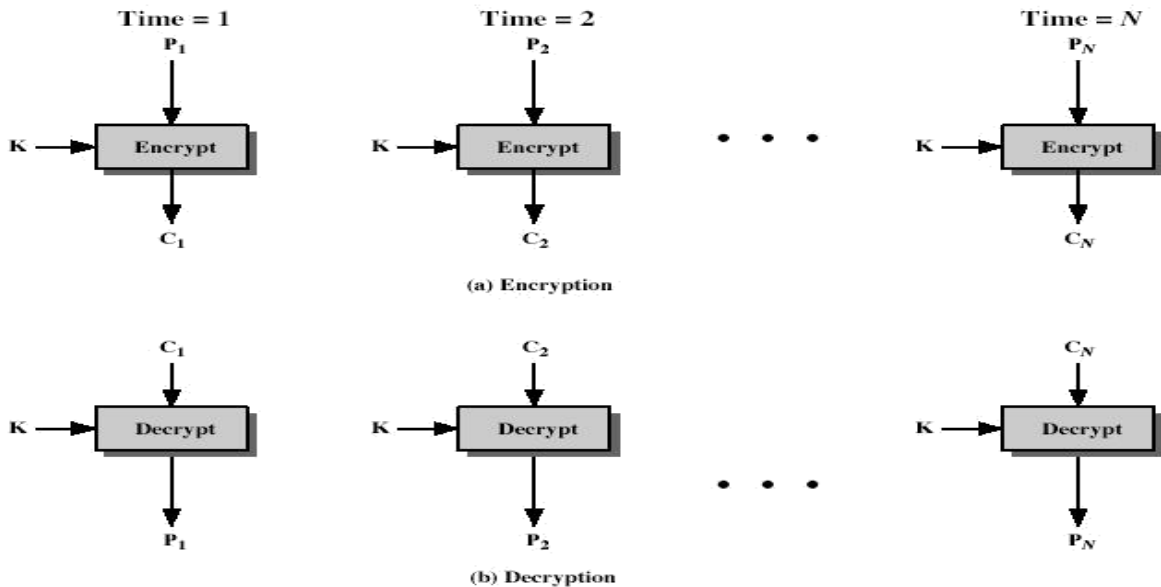 Time = 1 Time = 2 Time = N
P1 P2 PN
K Encrypt K Encrypt K Encrypt
C1 C2 CN
(a) Encryption
C1 C2 CN
K Decrypt K Decrypt K Decrypt
P1 P2 PN
(b) Decryption